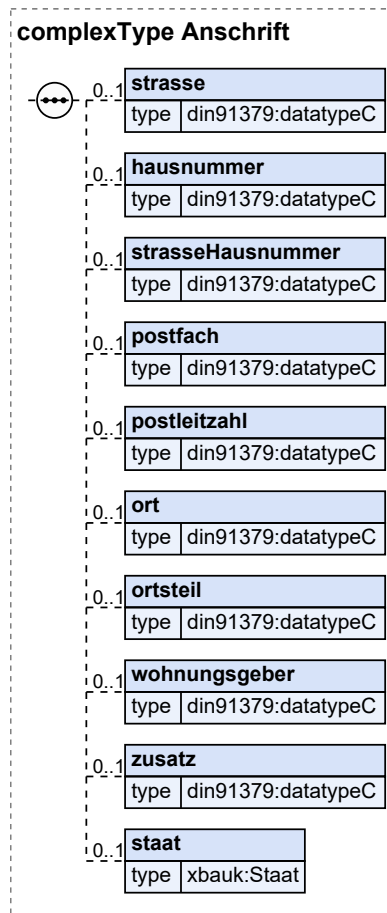 complexType Anschrift
0..1 strasse
type din91379:datatypeC
0..1 hausnummer
type din91379:datatypeC
0..1 strasseHausnummer
type din91379:datatypeC
0..1 postfach
type din91379:datatypeC
0..1 postleitzahl
type din91379:datatypeC
0..1 ort
type din91379:datatypeC
0..1 ortsteil
type din91379:datatypeC
0..1 wohnungsgeber
type din91379:datatypeC
0..1 zusatz
type din91379:datatypeC
0..1 staat
type xbauk:Staat